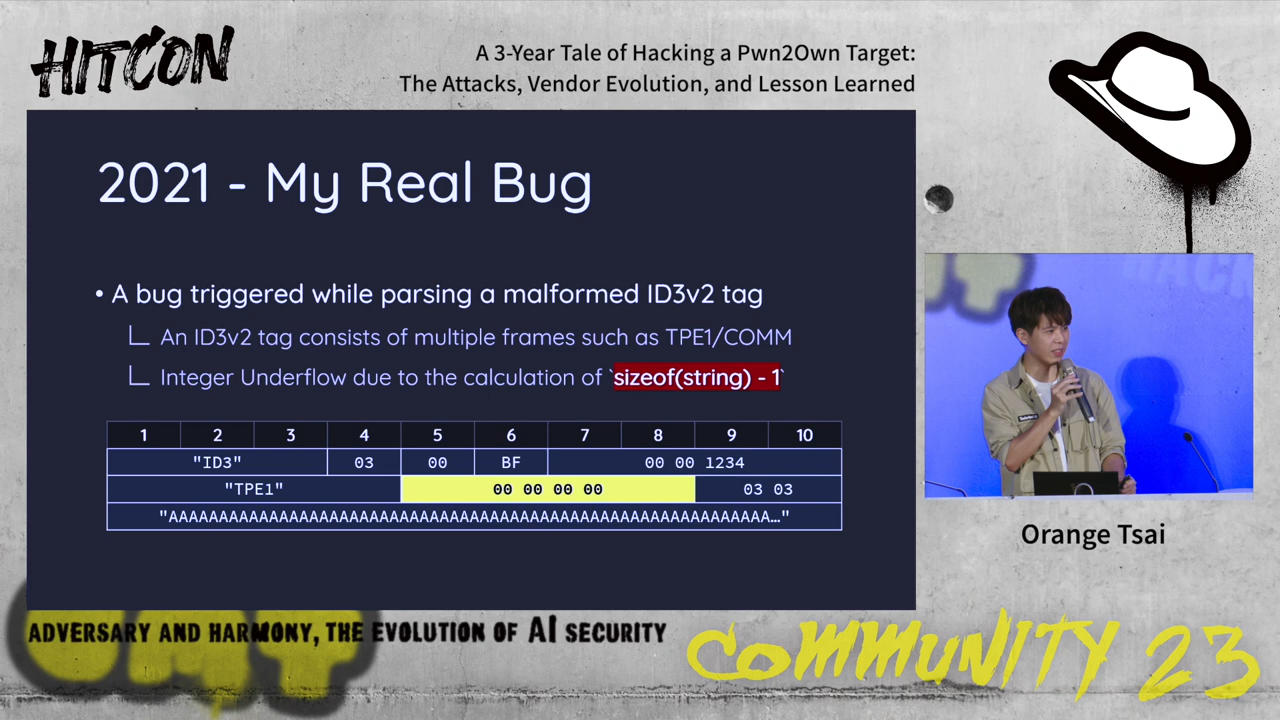 HITCON
A 3-Year Tale of Hacking a Pwn2Own Target:
The Attacks, Vendor Evolution, and Lesson Learned
2021 - My Real Bug
• A bug triggered while parsing a malformed ID3v2 tag
An ID3v2 tag consists of multiple frames such as TPE1/COMM
Integer Underflow due to the calculation of `sizeof(string) - 1`
1 2 3 4 5 6 7 8 9 10
"ID3" 03 00 BF 00 00 1234
"TPE1" 00 00 00 00 03 03
"AAAAAAAAAAAAAAAAAAAAAAAAAAAAAAAAAAAAAAAAAAAAAAAAAAAAAAAAAAAA…"
Orange Tsai
ADVERSARY AND HARMONY, THE EVOLUTION OF AI SECURITY
COMMUNITY 23